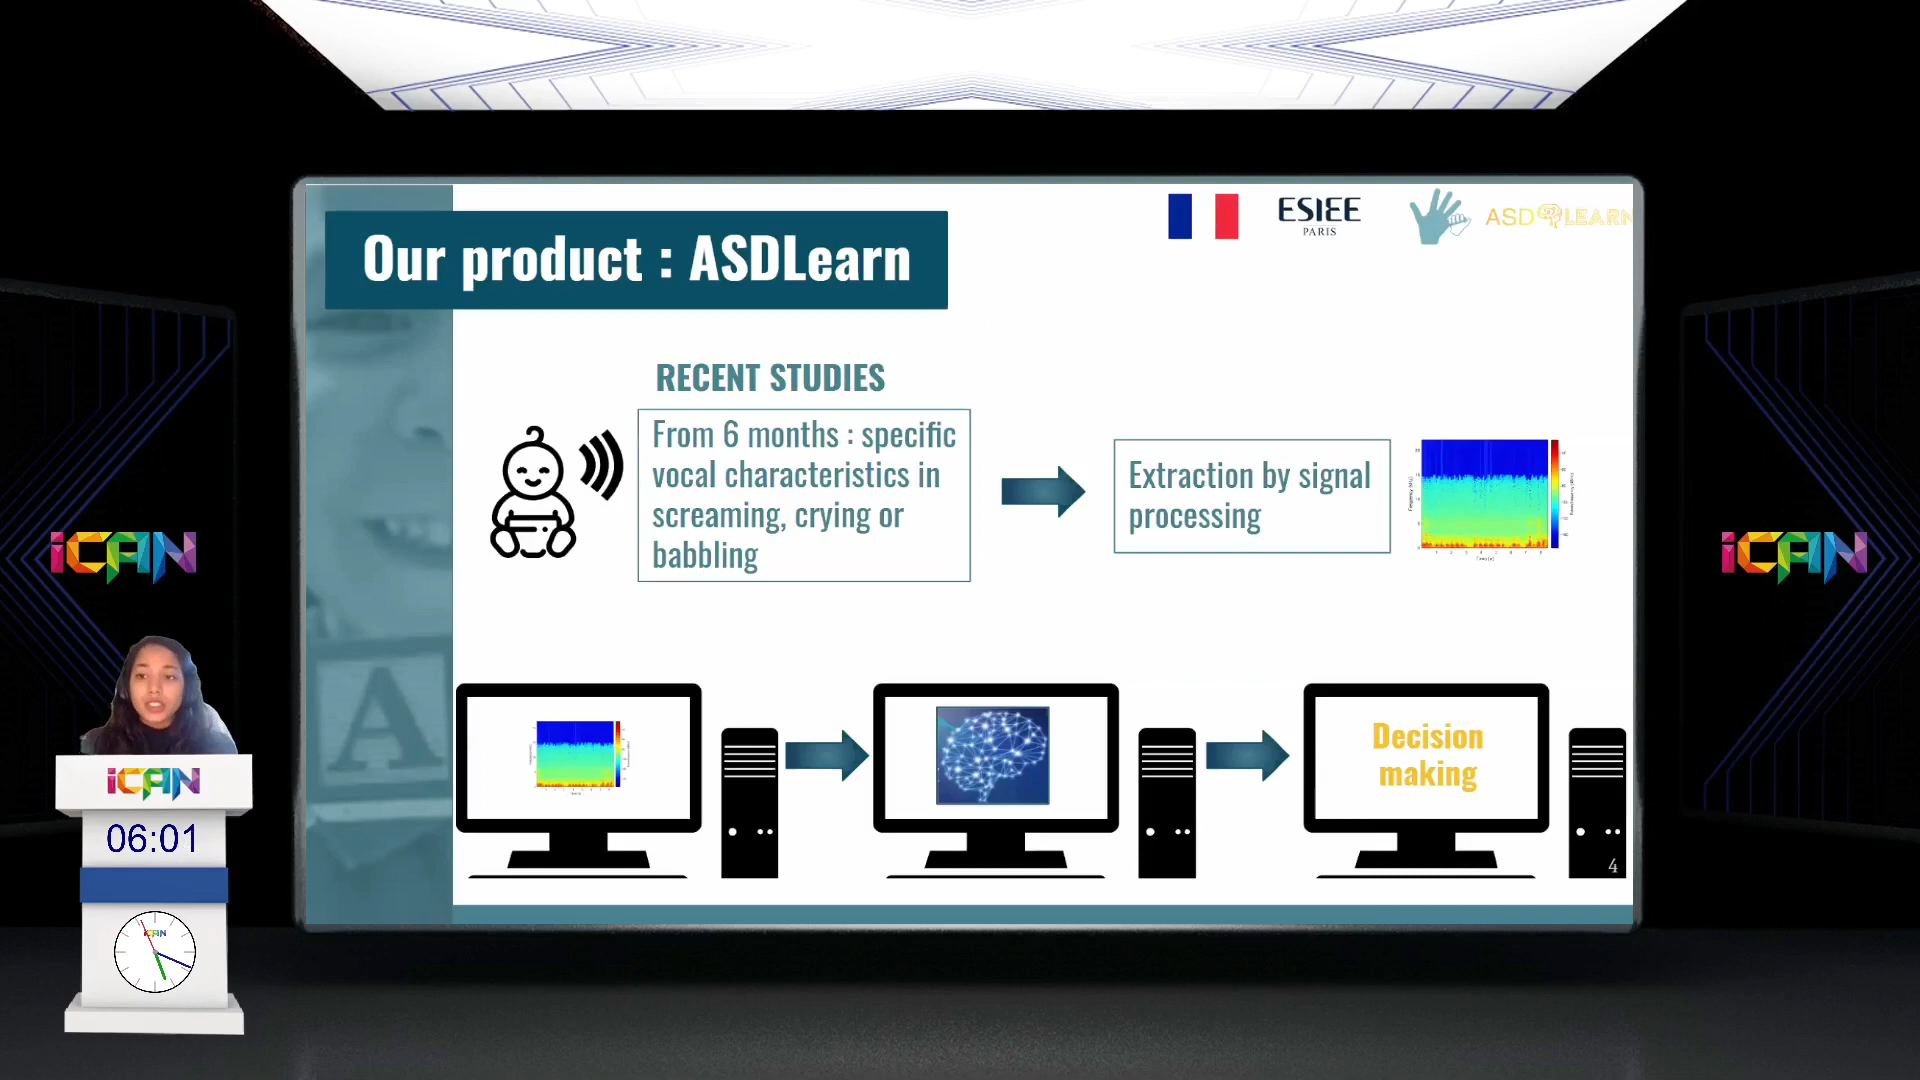 Our product : ASDLearn
ESIEE
PARIS
ASD LEARN
RECENT STUDIES
From 6 months : specific
vocal characteristics in
screaming, crying or
babbling
Extraction by signal
processing
iCAN
iCAN
A
Decision
making
iCAN
06:01
iCAN
4